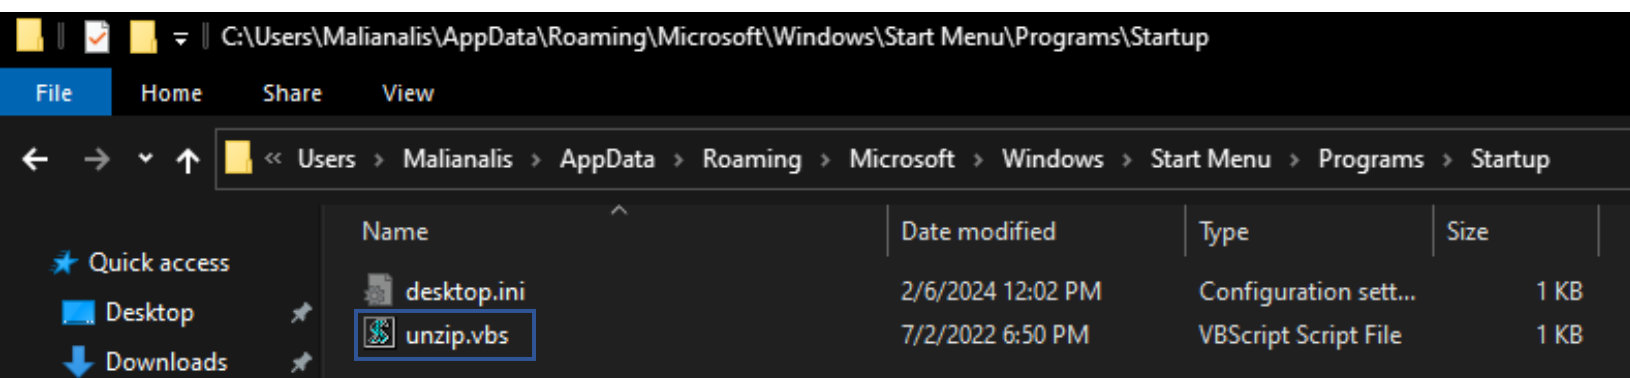 C:\Users\Malianalis\AppData\Roaming\Microsoft\Windows\Start Menu\Programs\Startup
File Home Share View
« Users > Malianalis > AppData > Roaming > Microsoft > Windows > Start Menu > Programs > Startup
Name Date modified Type Size
Quick access
desktop.ini 2/6/2024 12:02 PM Configuration sett... 1 KB
Desktop
unzip.vbs 7/2/2022 6:50 PM VBScript Script File 1 KB
Downloads